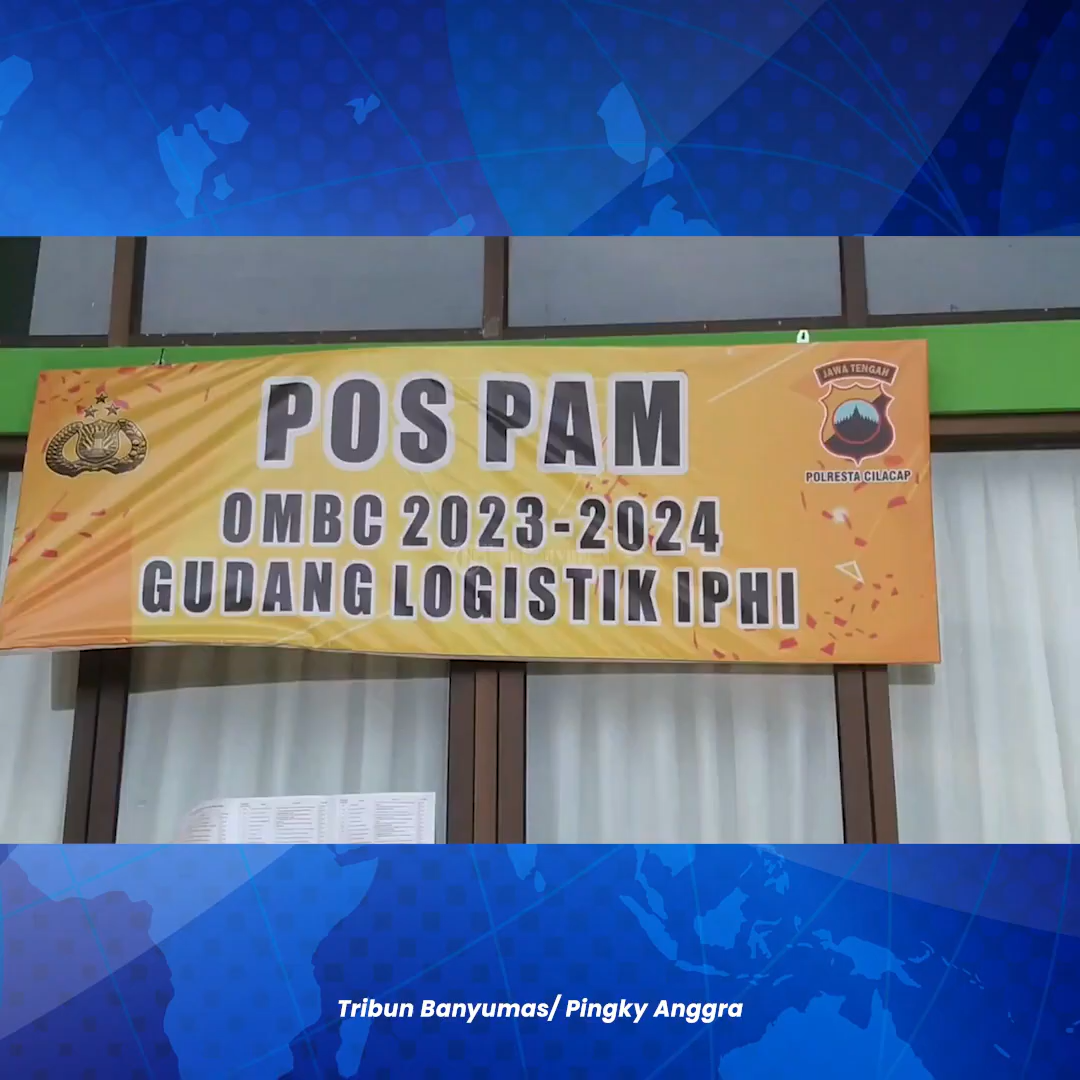 POS PAM
OMBC 2023-2024
GUDANG LOGISTIK IPHI
JAWA TENGAH
POLRESTA CILACAP
Tribun Banyumas/ Pingky Anggra